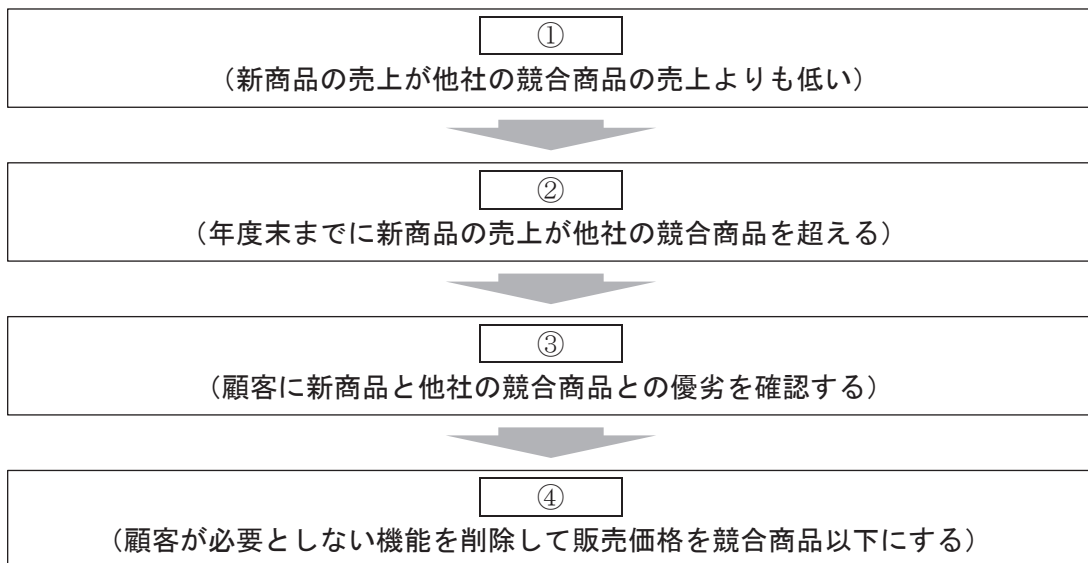 ①
(新商品の売上が他社の競合商品の売上よりも低い)
②
(年度末までに新商品の売上が他社の競合商品を超える)
③
(顧客に新商品と他社の競合商品との優劣を確認する)
④
(顧客が必要としない機能を削除して販売価格を競合商品以下にする)